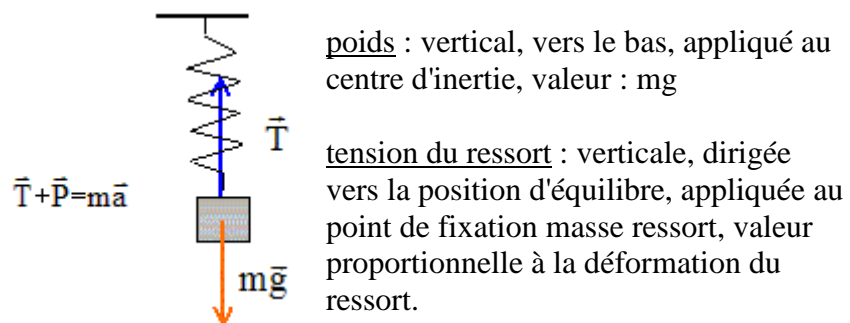 poids : vertical, vers le bas, appliqué au
centre d'inertie, valeur : mg
T⃗
tension du ressort : verticale, dirigée
vers la position d'équilibre, appliquée au
T⃗+P⃗=ma⃗
point de fixation masse ressort, valeur
proportionnelle à la déformation du
mg⃗
ressort.